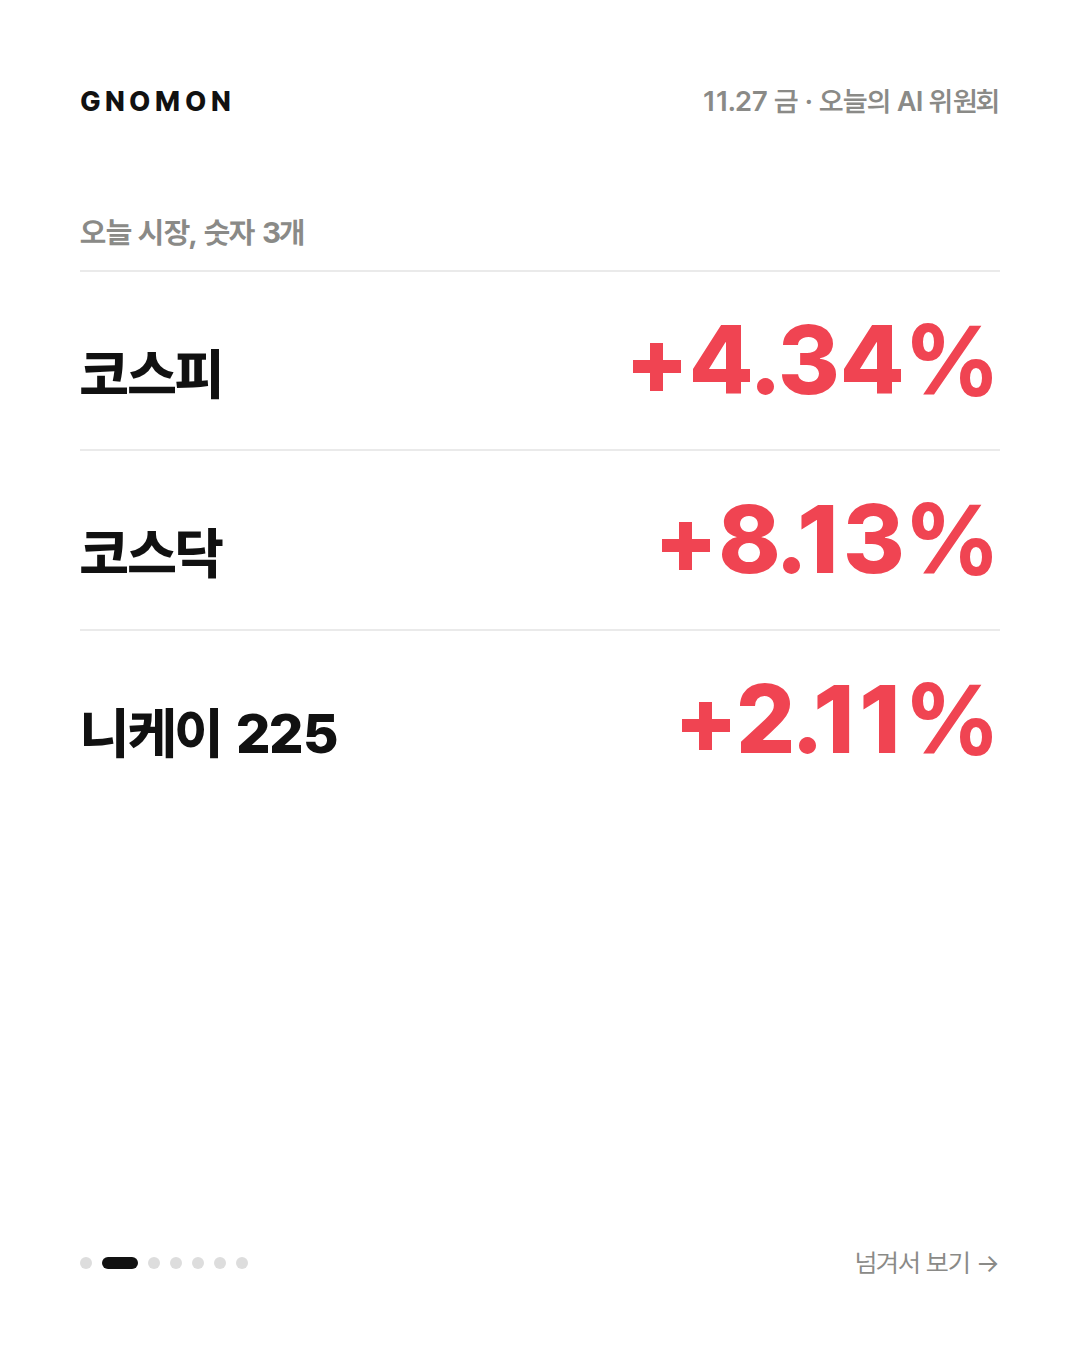 GNOMON
11.27 금 · 오늘의 AI 위원회
오늘 시장, 숫자 3개
코스피 +4.34%
코스닥 +8.13%
니케이 225 +2.11%
넘겨서 보기 →